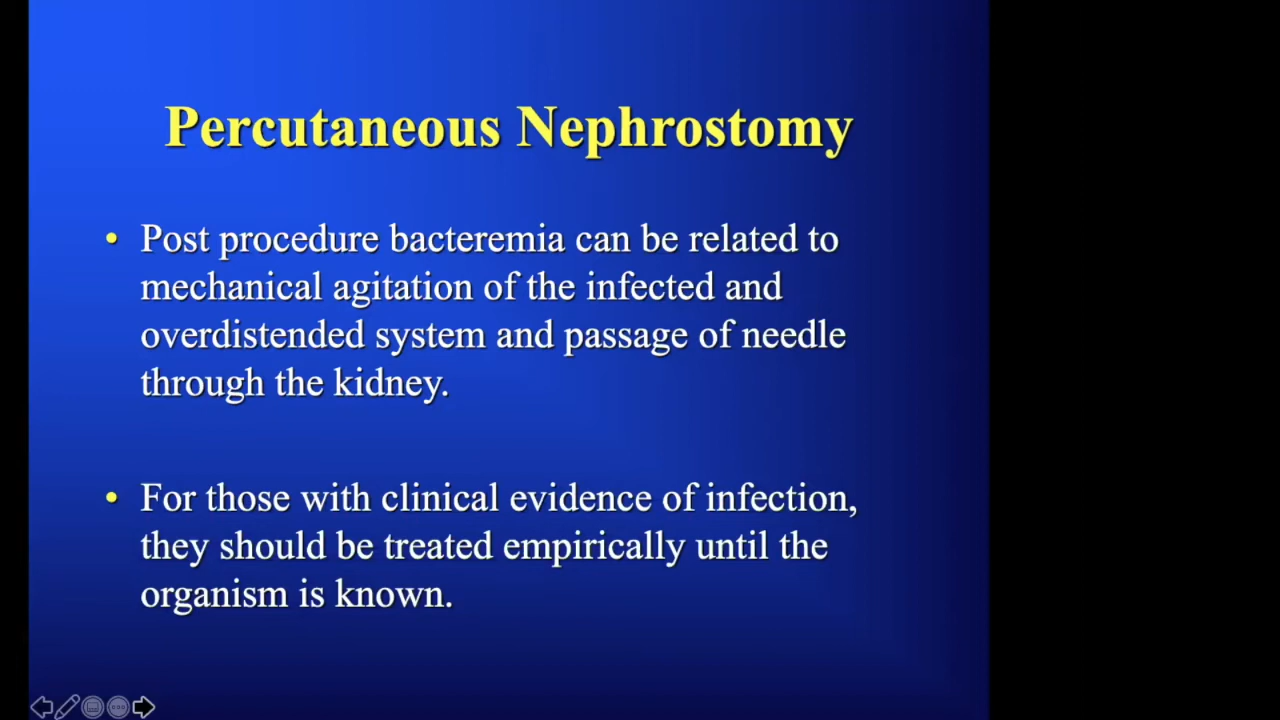 Percutaneous Nephrostomy
• Post procedure bacteremia can be related to
mechanical agitation of the infected and
overdistended system and passage of needle
through the kidney.
• For those with clinical evidence of infection,
they should be treated empirically until the
organism is known.